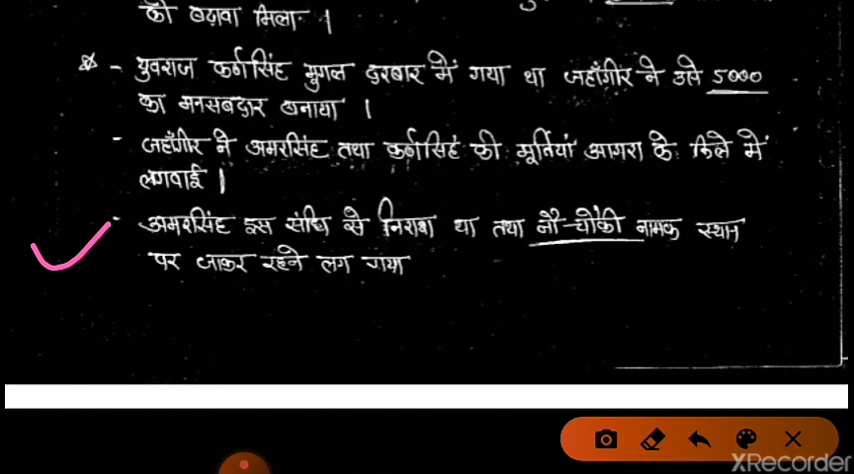 को बढ़ावा मिला ।
* - युवराज कर्णसिंह मुगल दरबार में गया था जहाँगीर ने उसे 5000
का मनसबदार बनाया ।
- जहाँगीर ने अमरसिंह तथा कर्णसिंह की मूर्तियां आगरा के किले में
लगवाई ।
- अमरसिंह इस संधि से निराश था तथा नौ-चौकी नामक स्थान
पर जाकर रहने लग गया
XRecorder